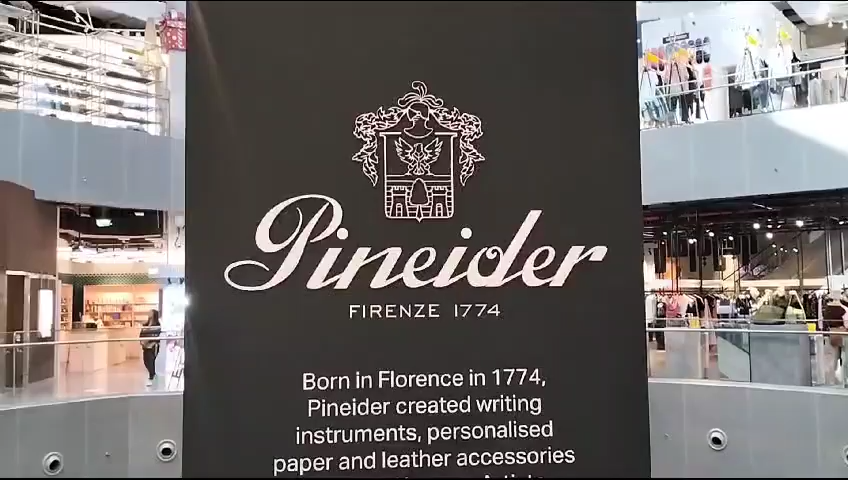 Pineider
FIRENZE 1774
Born in Florence in 1774,
Pineider created writing
instruments, personalised
paper and leather accessories